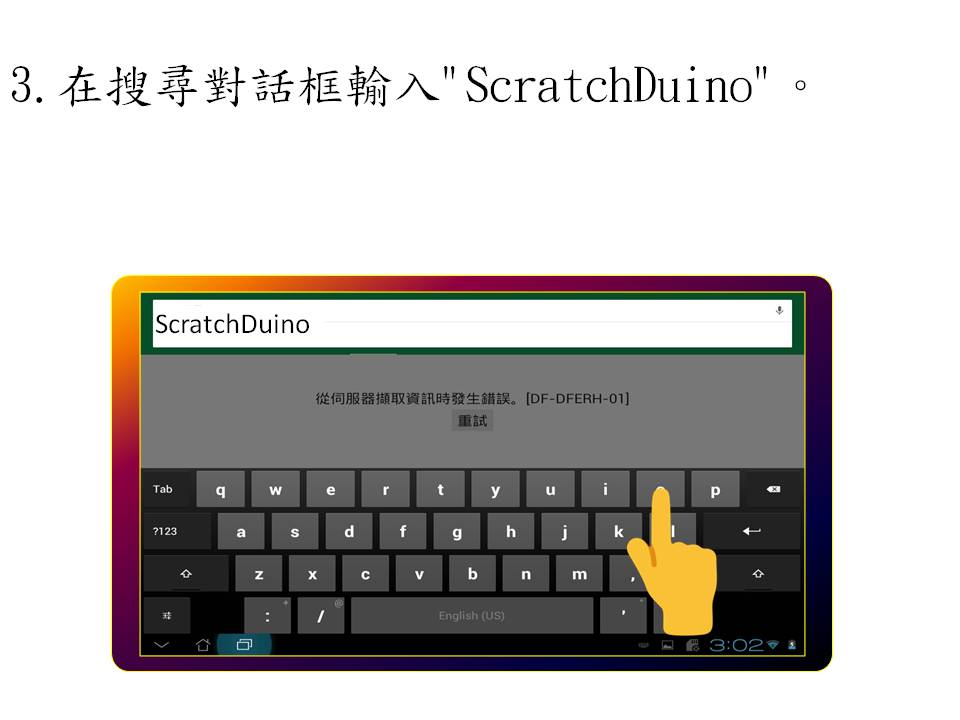 3.在搜尋對話框輸入"ScratchDuino"。
ScratchDuino
從伺服器擷取資訊時發生錯誤。[DF-DFERH-01]
重試
Tab q w e r t y u i o p
?123 a s d f g h j k l
z x c v b n m ,
: + / @ English (US) ' "
3:02